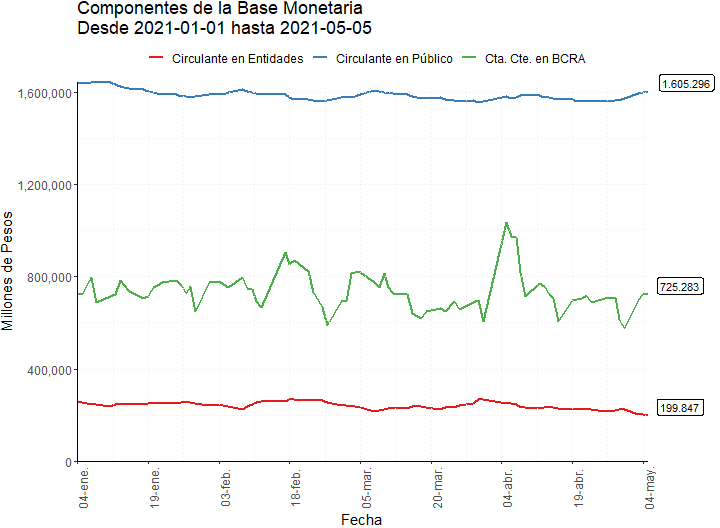 Componentes de la Base Monetaria
Desde 2021-01-01 hasta 2021-05-05
Circulante en Entidades Circulante en Público Cta. Cte. en BCRA
Millones de Pesos
1,600,000
1,200,000
800,000
400,000
0
1.605.296
725.283
199.847
04-ene. 19-ene. 03-feb. 18-feb. 05-mar. 20-mar. 04-abr. 19-abr. 04-may.
Fecha